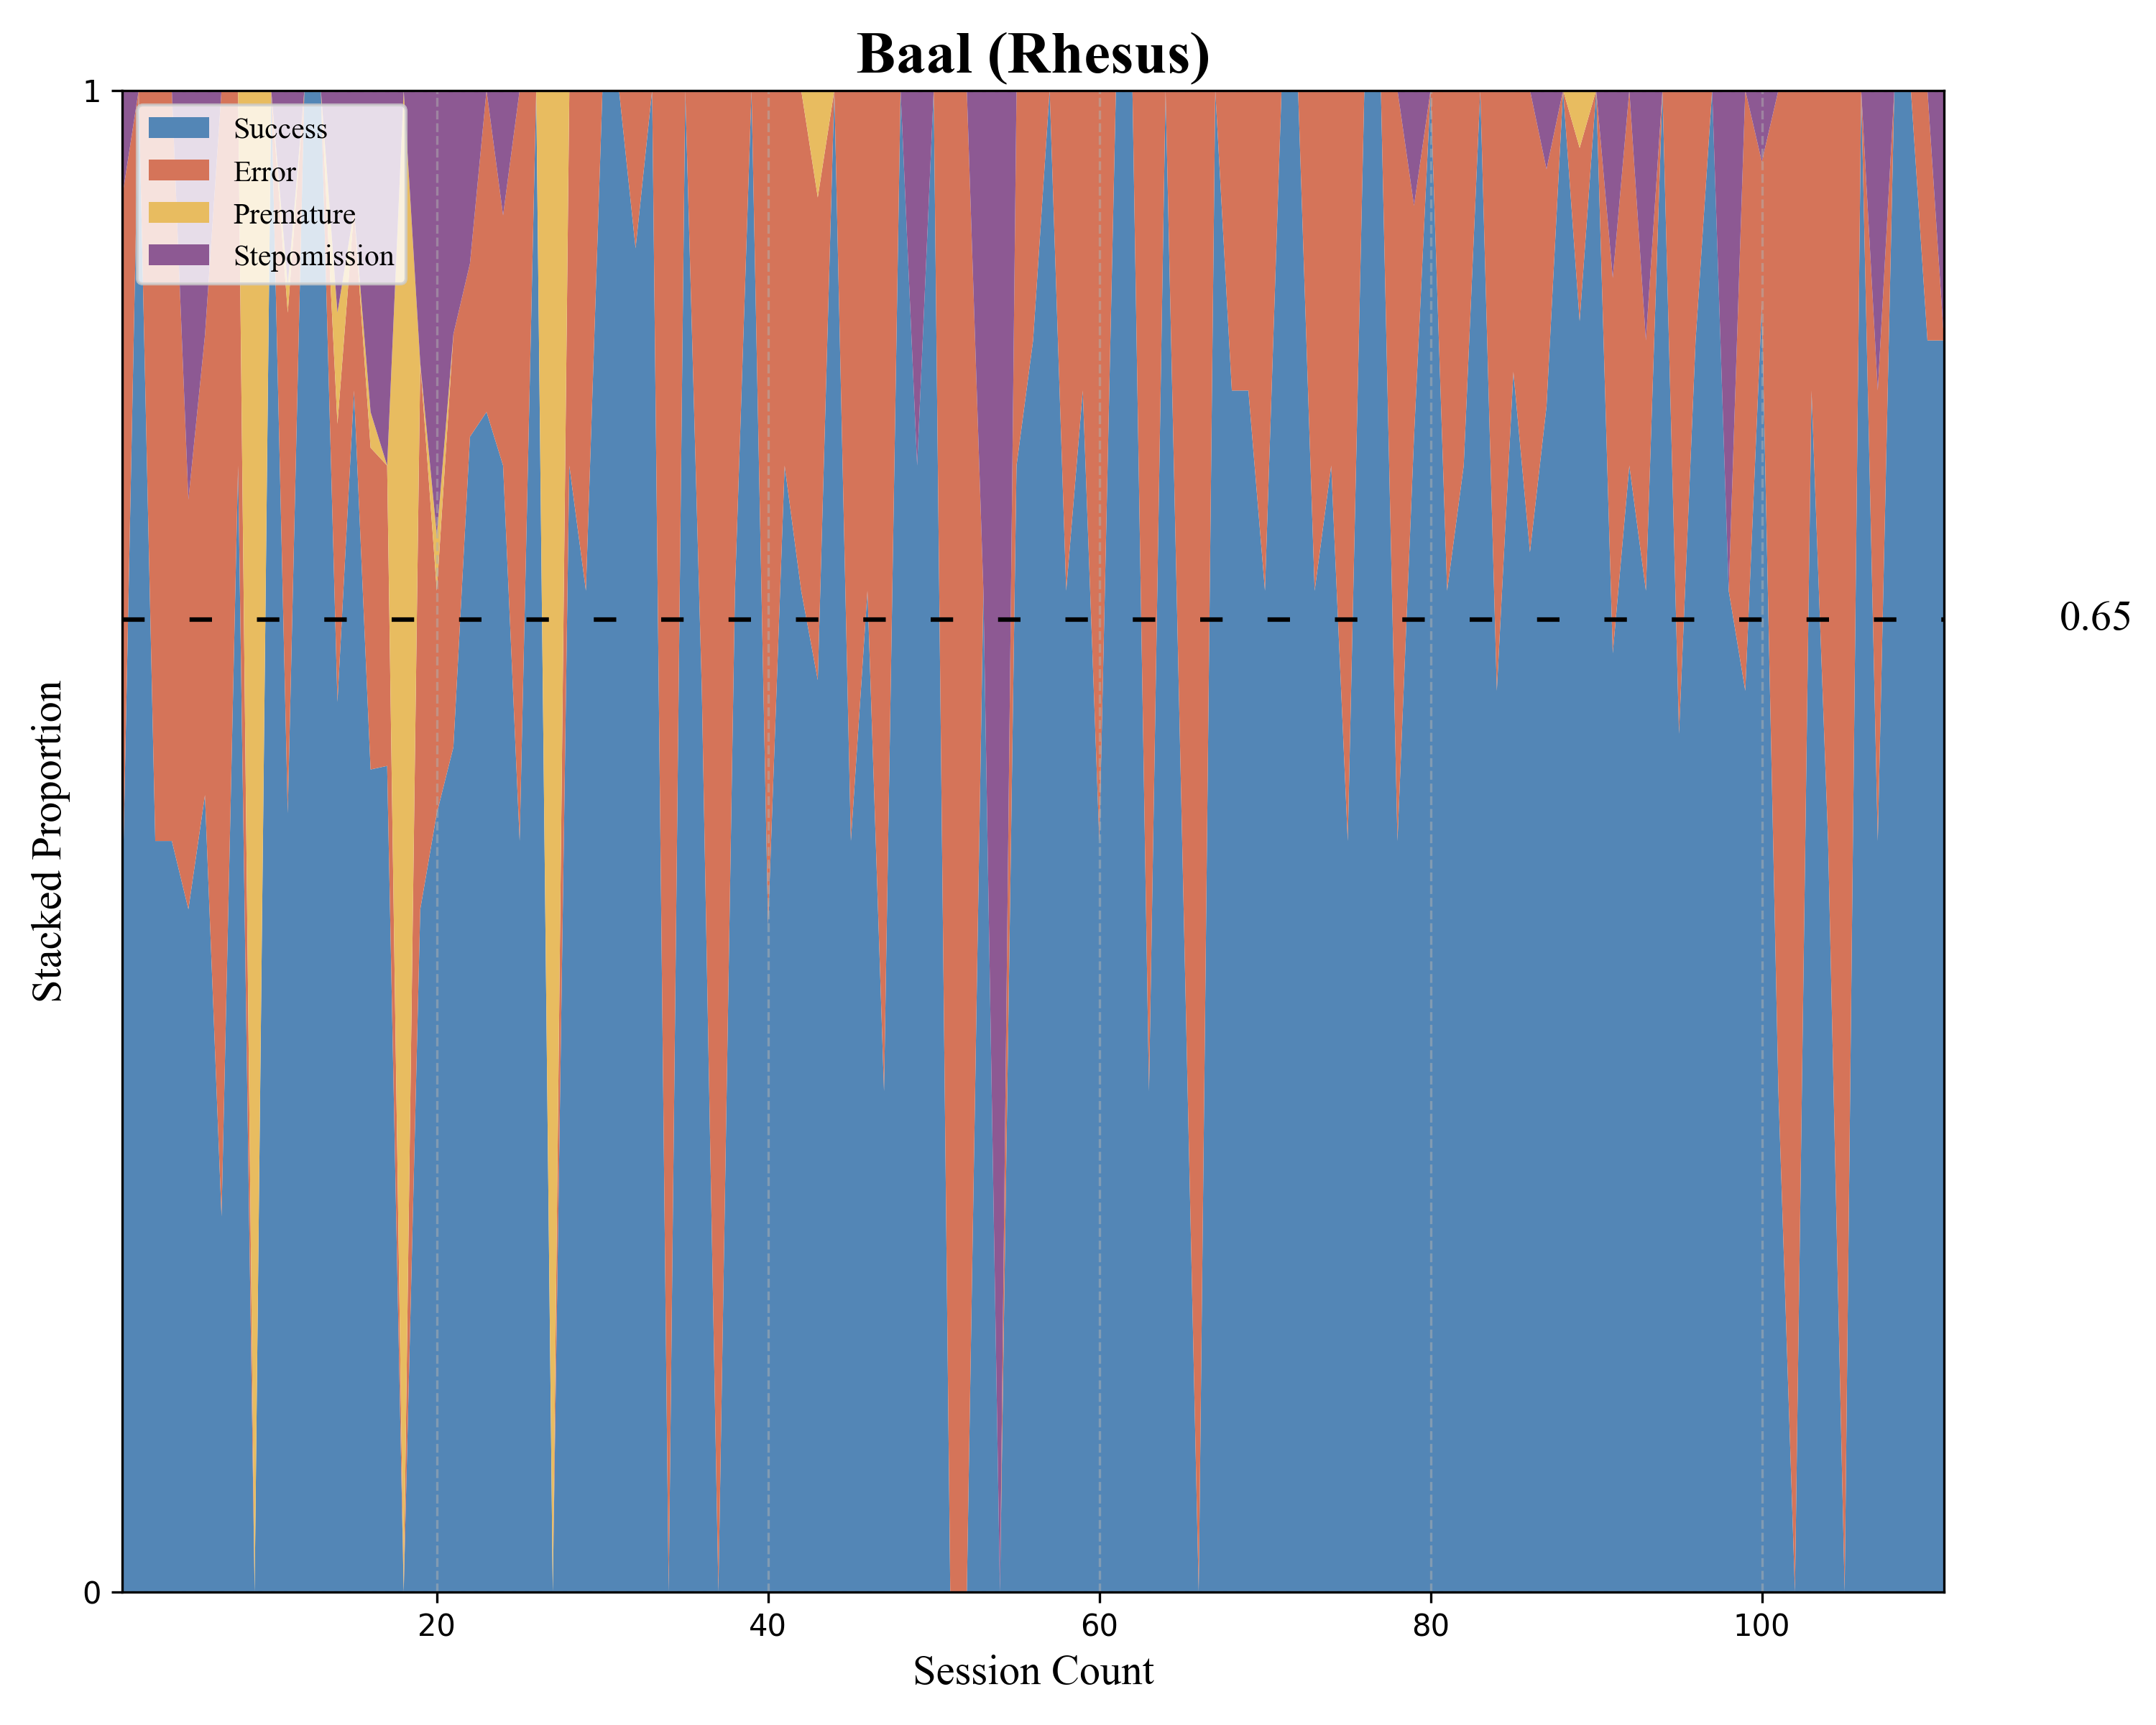 Baal (Rhesus)
1
Success
Error
Premature
Stepomission
0.65
Stacked Proportion
0
20
40
60
80
100
Session Count